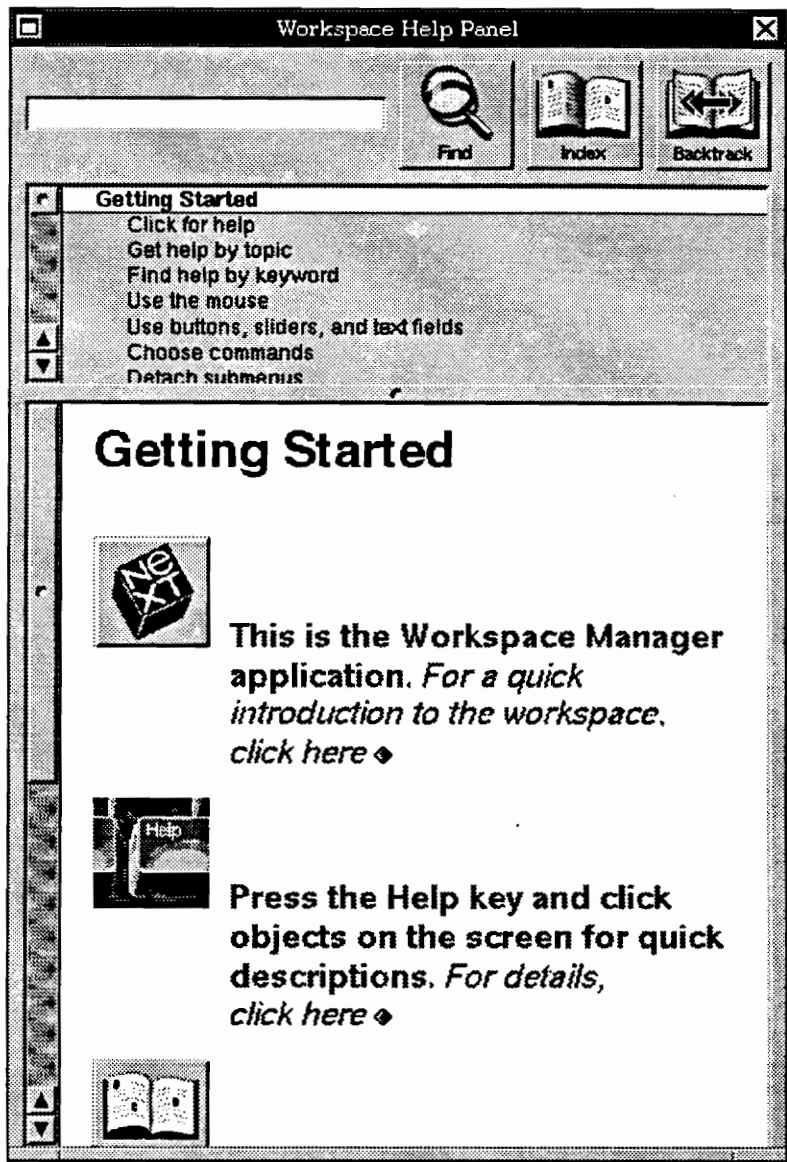 Workspace Help Panel
Find
Index
Backtrack
Getting Started
Click for help
Get help by topic
Find help by keyword
Use the mouse
Use buttons, sliders, and text fields
Choose commands
Detach submenus
Getting Started
NeXT
This is the Workspace Manager
application. For a quick
introduction to the workspace,
click here
Help
Press the Help key and click
objects on the screen for quick
descriptions. For details,
click here